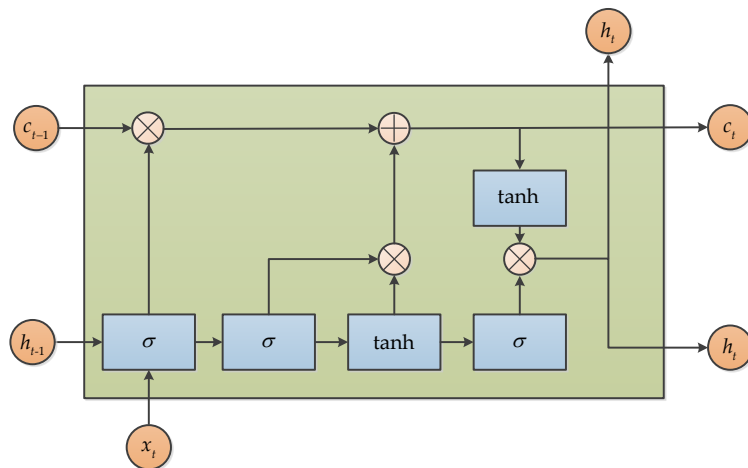 h_t
c_{t-1}
c_t
tanh
h_{t-1}
σ
σ
tanh
σ
h_t
x_t